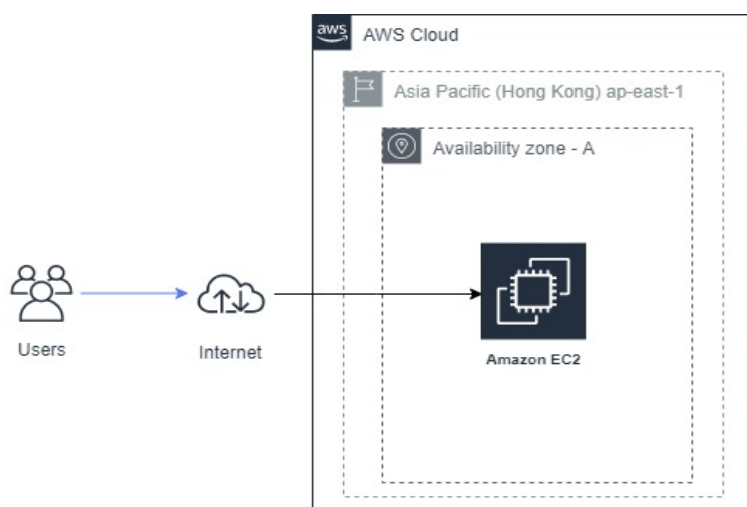 aws
AWS Cloud
Asia Pacific (Hong Kong) ap-east-1
Availability zone - A
Users
Internet
Amazon EC2